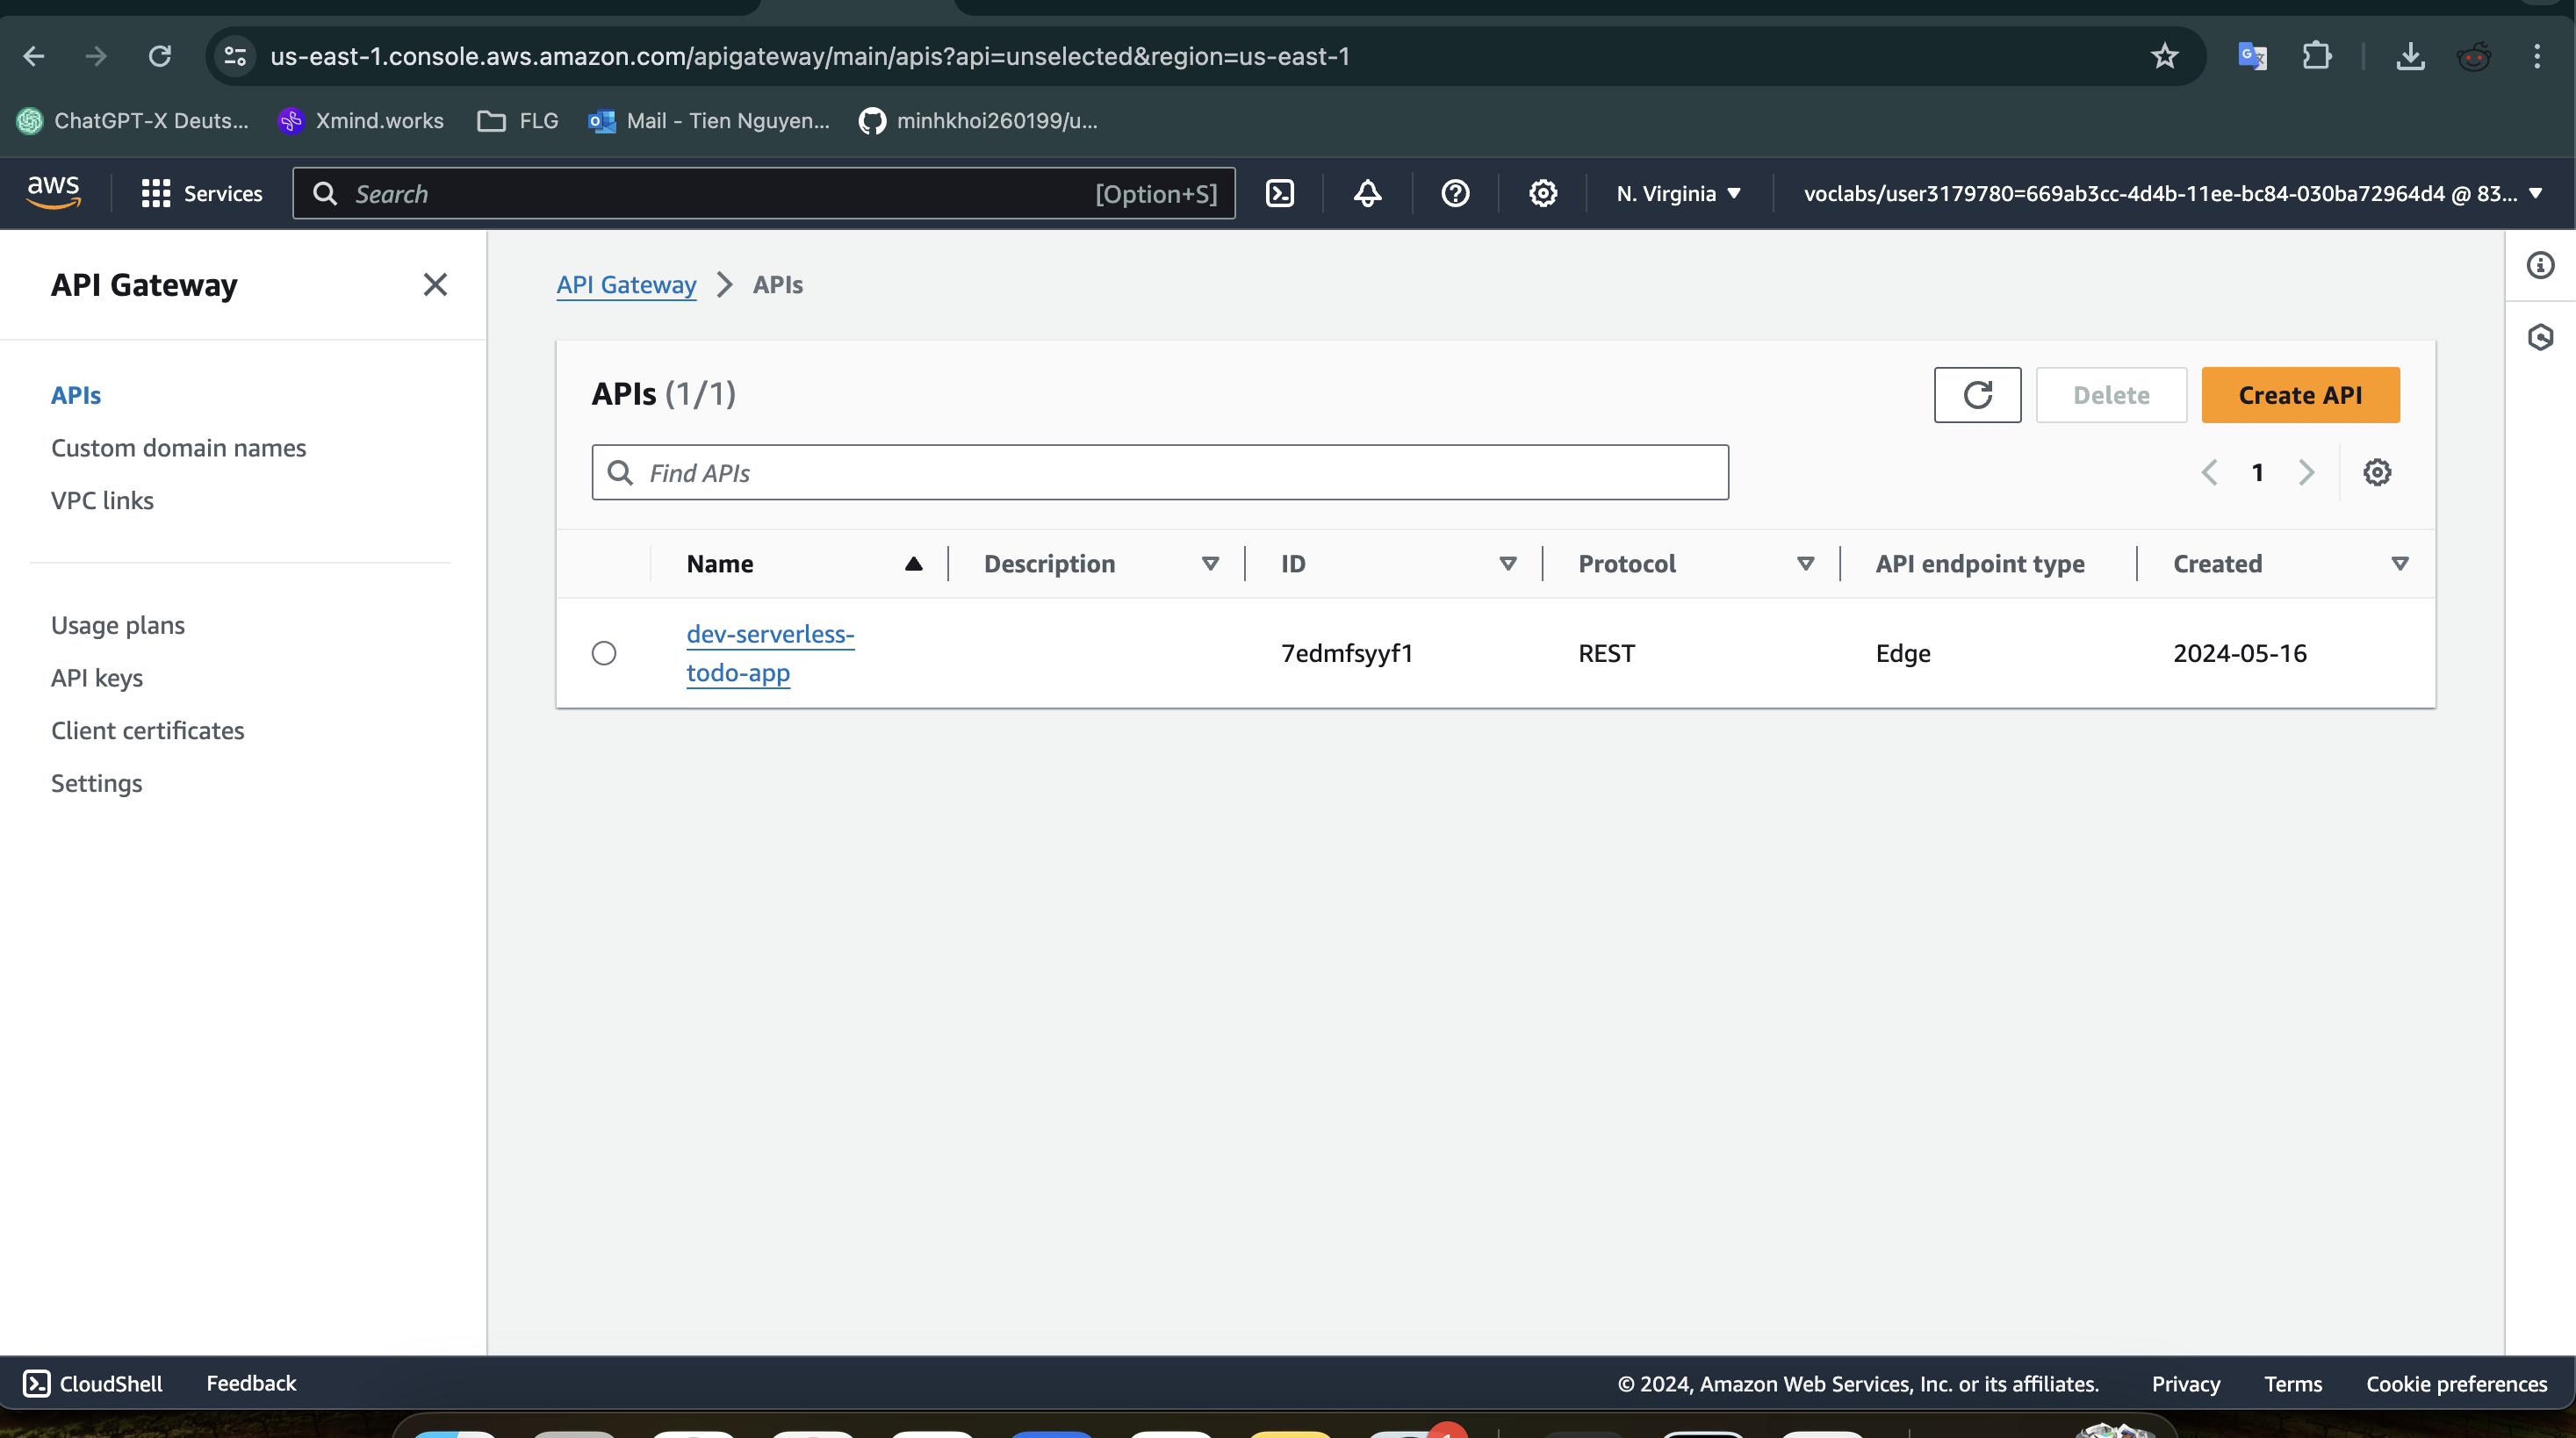 us-east-1.console.aws.amazon.com/apigateway/main/apis?api=unselected&region=us-east-1
ChatGPT-X Deuts...
Xmind.works
FLG
Mail - Tien Nguyen...
minhkhoi260199/u...
aws
Services
Search
[Option+S]
N. Virginia
voclabs/user3179780=669ab3cc-4d4b-11ee-bc84-030ba72964d4 @ 83...
API Gateway
APIs
Custom domain names
VPC links
Usage plans
API keys
Client certificates
Settings
API Gateway > APIs
APIs (1/1)
Delete
Create API
Find APIs
1
Name
Description
ID
Protocol
API endpoint type
Created
dev-serverless-
todo-app
7edmfsyyf1
REST
Edge
2024-05-16
CloudShell
Feedback
© 2024, Amazon Web Services, Inc. or its affiliates.
Privacy
Terms
Cookie preferences